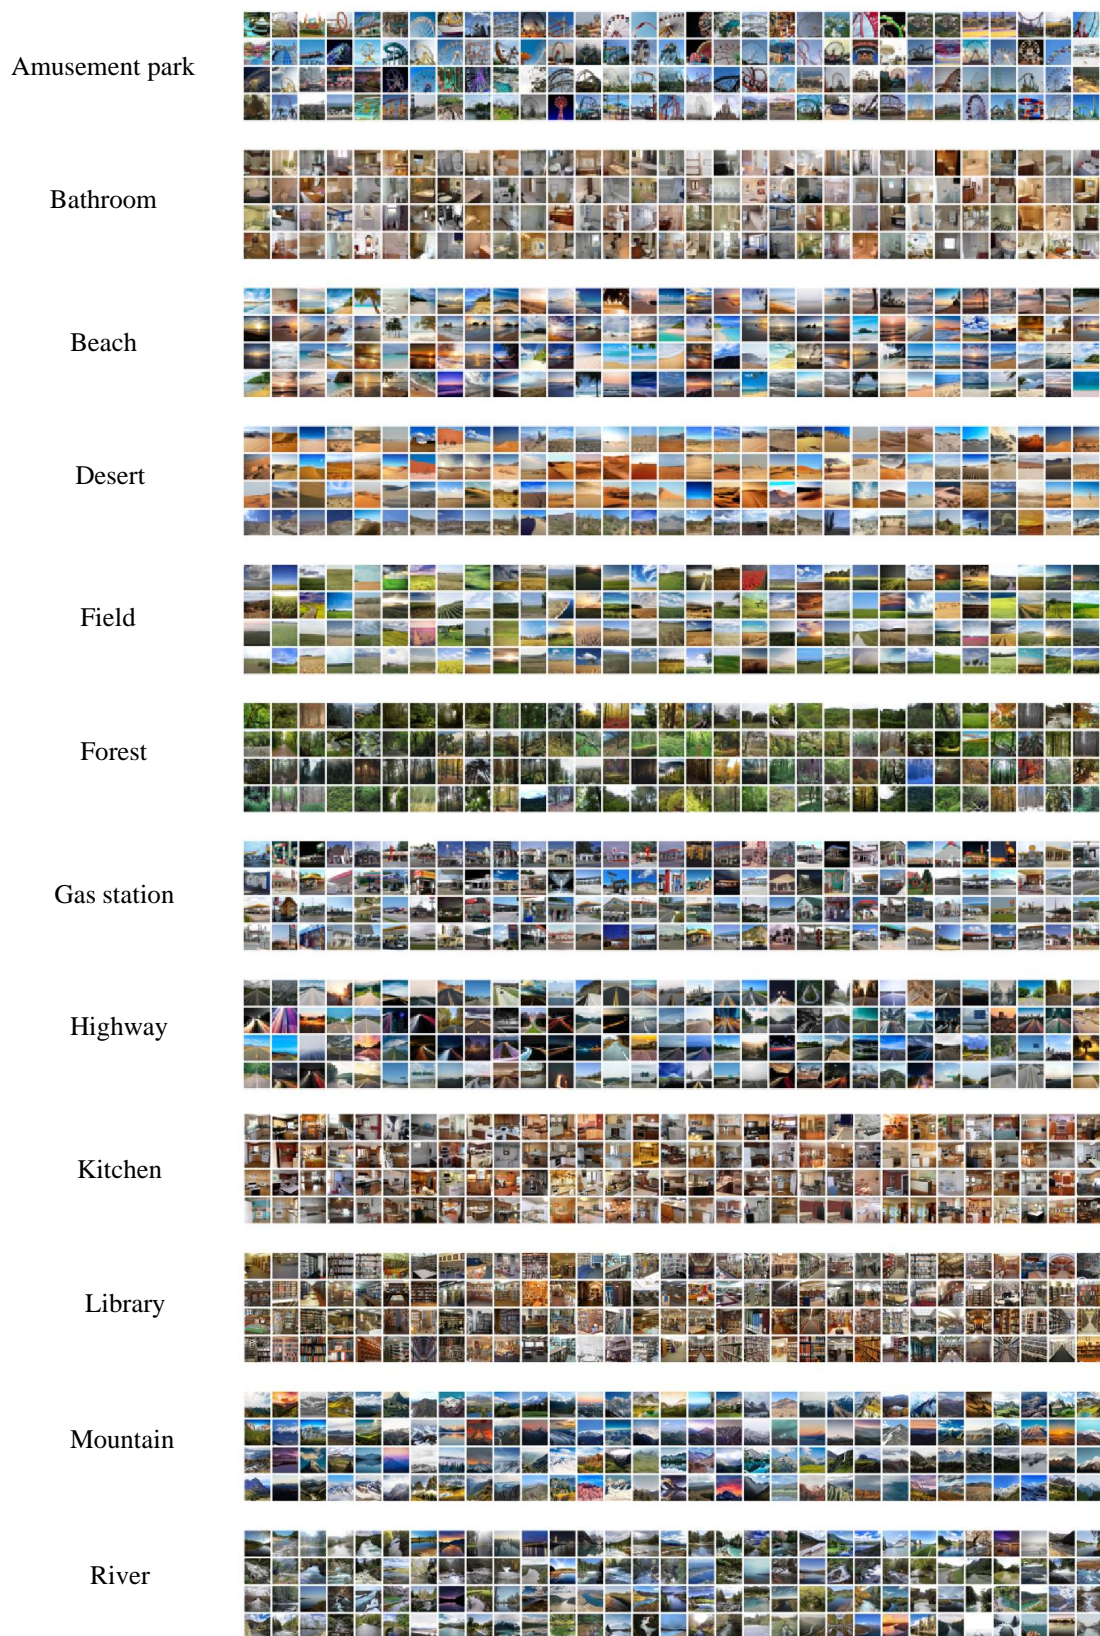 Amusement park
Bathroom
Beach
Desert
Field
Forest
Gas station
Highway
Kitchen
Library
Mountain
River